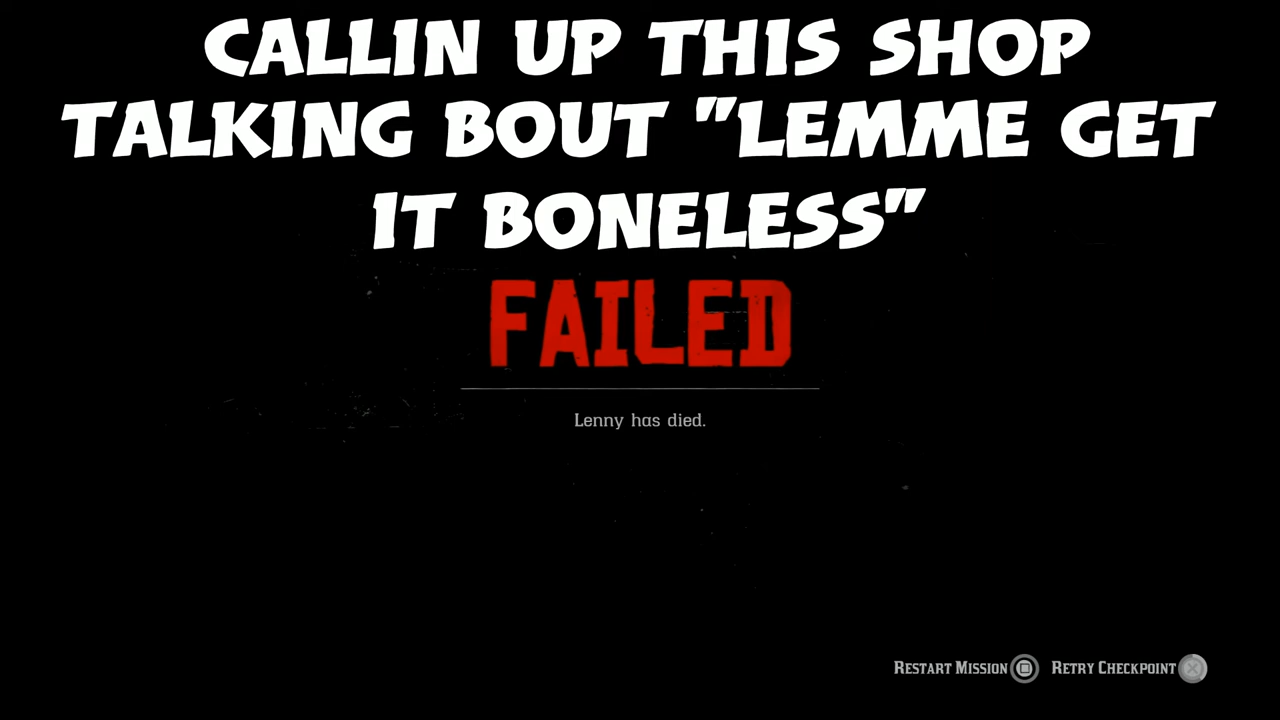 CALLIN UP THIS SHOP
TALKING BOUT "LEMME GET
IT BONELESS"
FAILED
Lenny has died.
RESTART MISSION RETRY CHECKPOINT